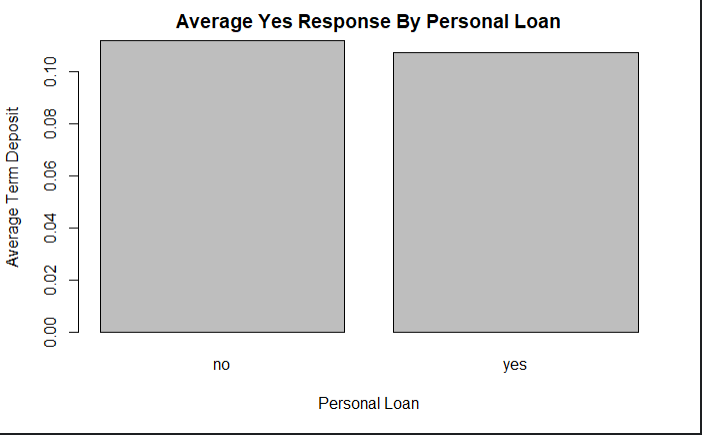 Average Yes Response By Personal Loan
Average Term Deposit
0.10
0.08
0.06
0.04
0.02
0.00
no yes
Personal Loan